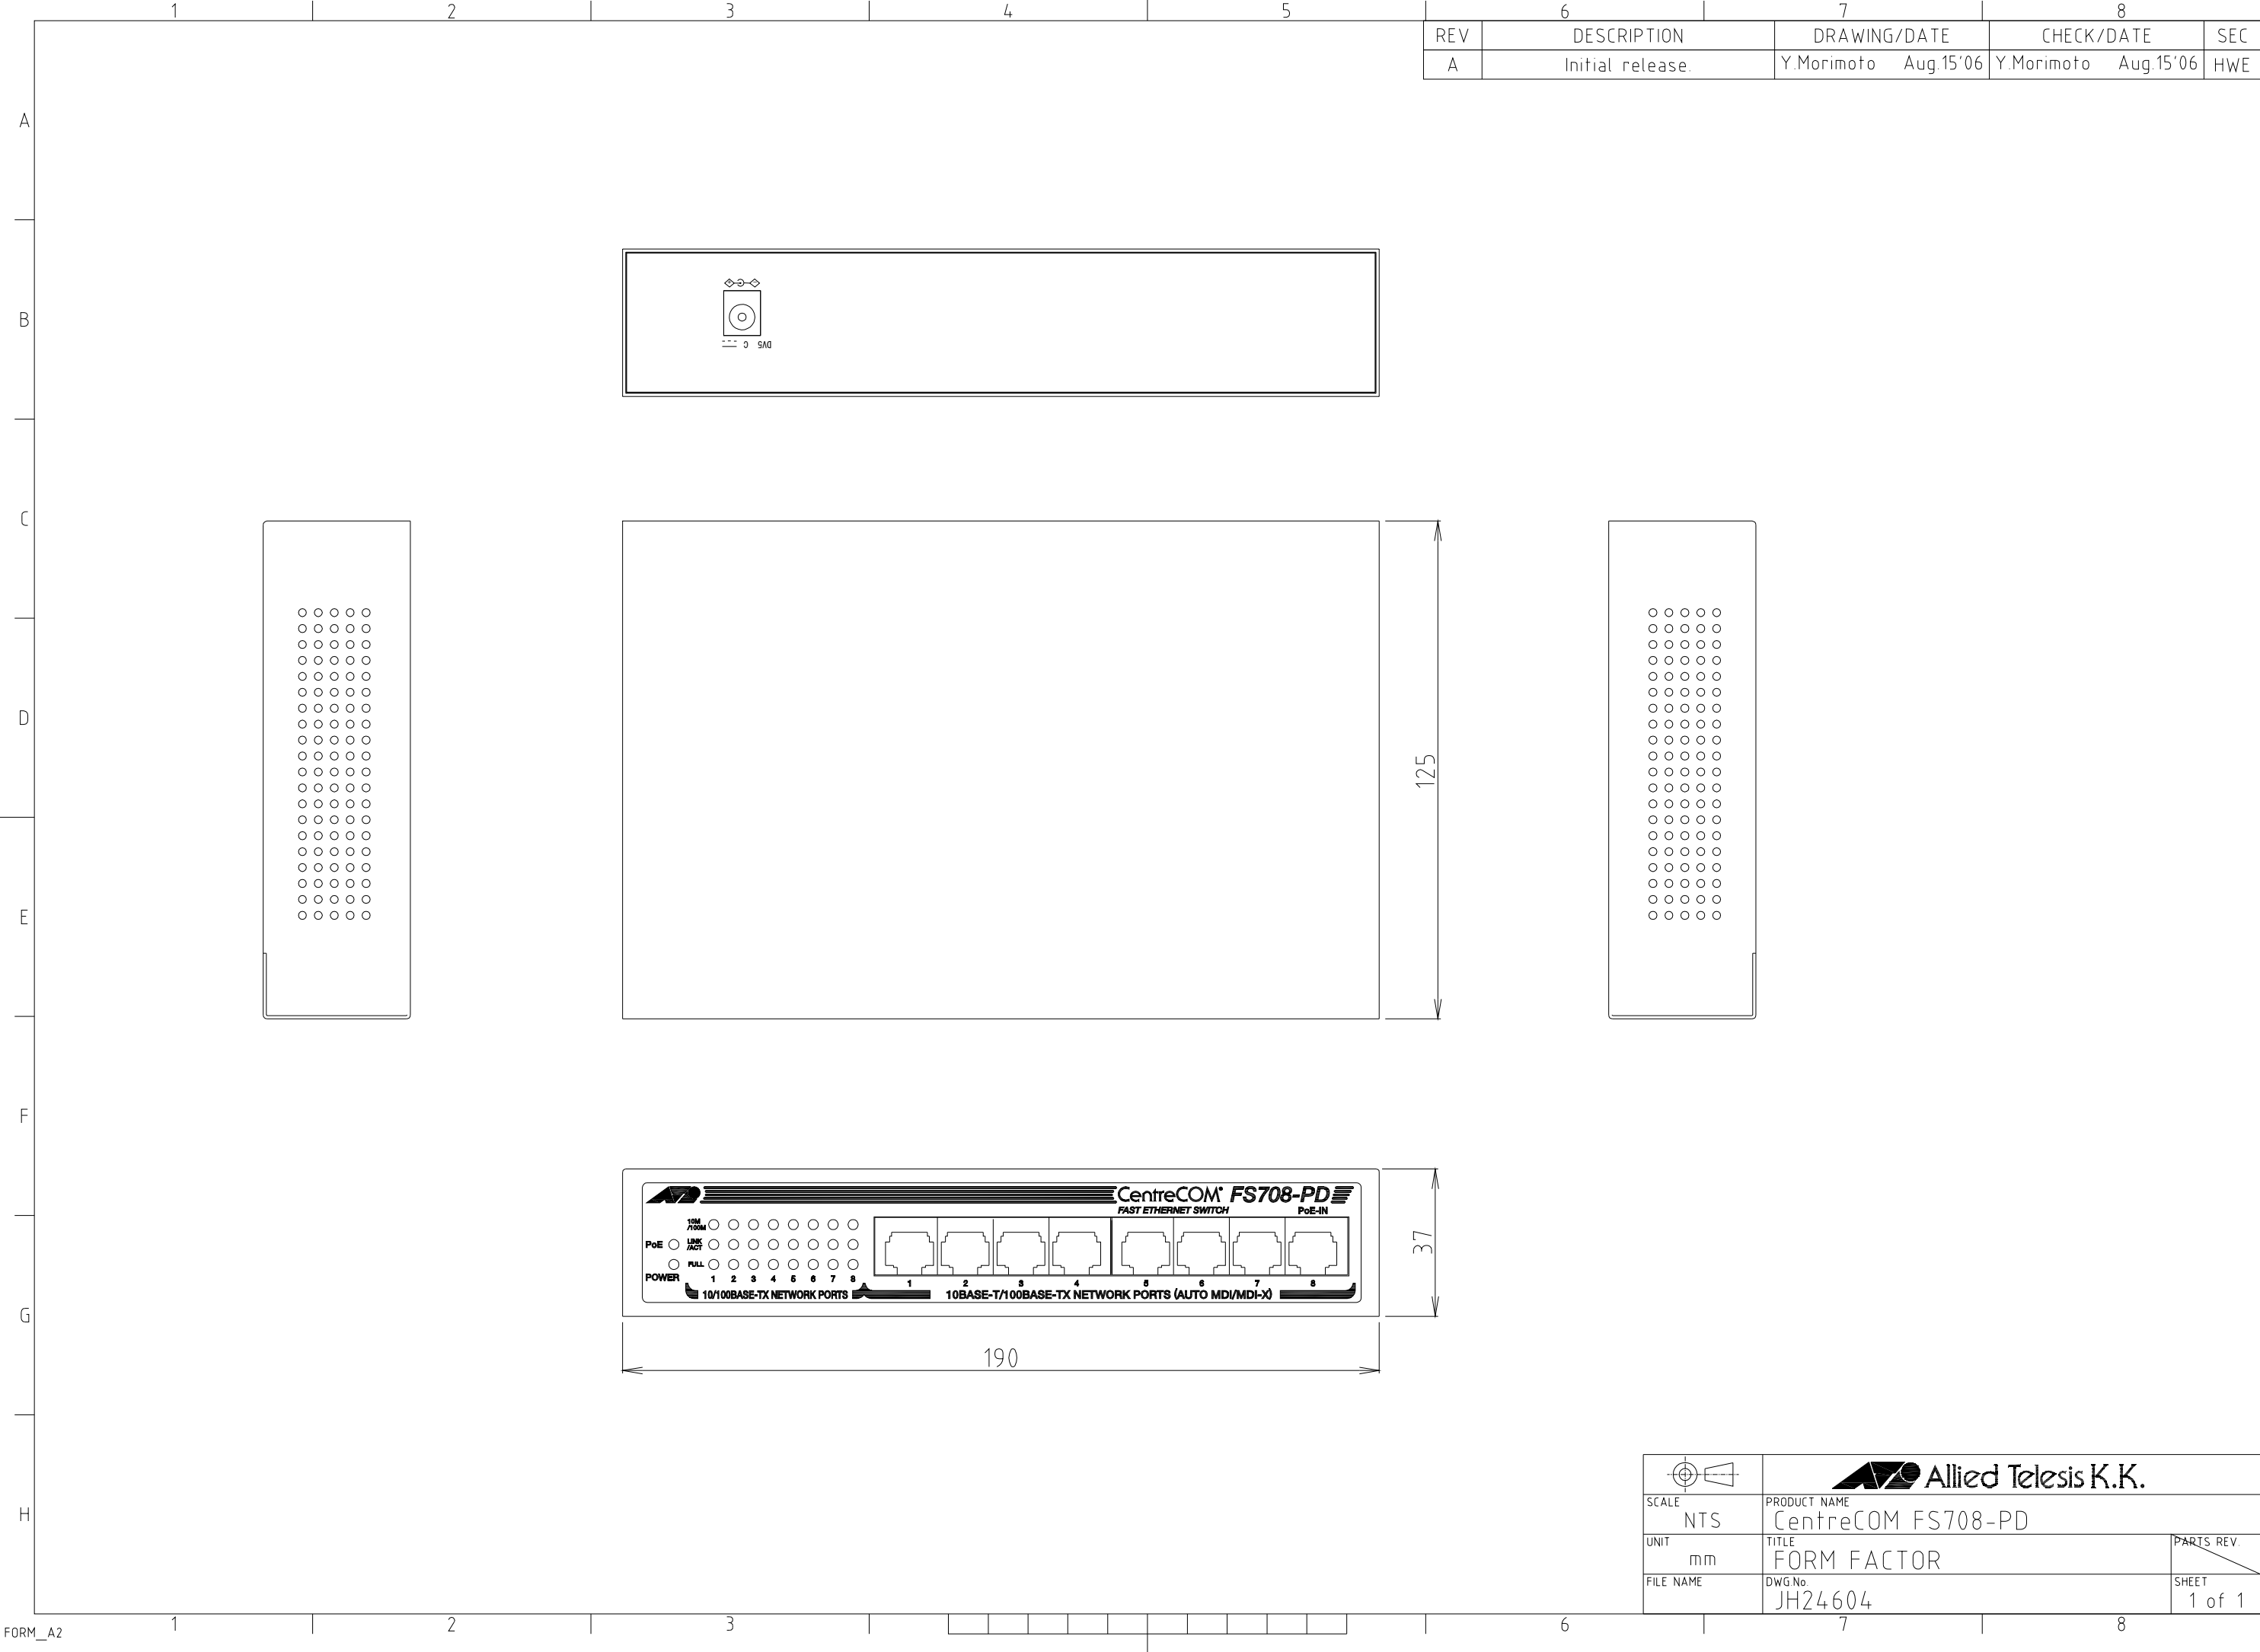 1 2 3 4 5 6 7 8
REV DESCRIPTION DRAWING/DATE CHECK/DATE SEC
A Initial release. Y.Morimoto Aug.15'06 Y.Morimoto Aug.15'06 HWE
A
B
DV5 C
C
D
125
E
F
CentreCOM FS708-PD
FAST ETHERNET SWITCH PoE-IN
10M
/100M
PoE LINK
/ACT
FULL
POWER 1 2 3 4 5 6 7 8
1 2 3 4 5 6 7 8
10/100BASE-TX NETWORK PORTS 10BASE-T/100BASE-TX NETWORK PORTS (AUTO MDI/MDI-X)
37
G
190
H
Allied Telesis K.K.
SCALE
NTS
PRODUCT NAME
CentreCOM FS708-PD
UNIT
mm
TITLE
FORM FACTOR
PARTS REV.
FILE NAME
DWG.No.
JH24604
SHEET
1 of 1
1 2 3 6 7 8
FORM_A2